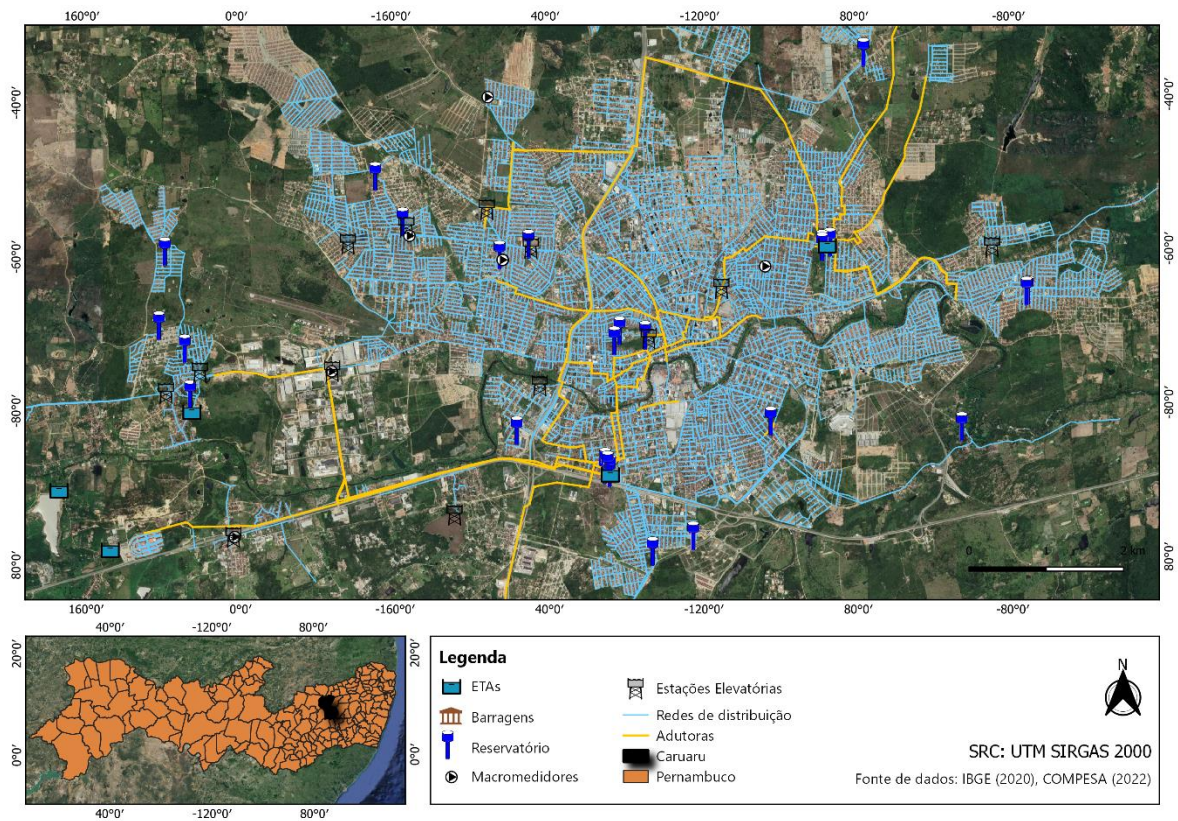 160°0' 0°0' -160°0' 40°0' -120°0' 80°0' -80°0'
-40°0' -40°0'
-60°0' -60°0'
-80°0' -80°0'
80°0' 80°0'
0 1 2 km
160°0' 0°0' -160°0' 40°0' -120°0' 80°0' -80°0'
40°0' -120°0' 80°0'
20°0' 20°0'
0°0' 0°0'
40°0' -120°0' 80°0'
Legenda
ETAs
Barragens
Reservatório
Macromedidores
Estações Elevatórias
Redes de distribuição
Adutoras
Caruaru
Pernambuco
N
SRC: UTM SIRGAS 2000
Fonte de dados: IBGE (2020), COMPESA (2022)